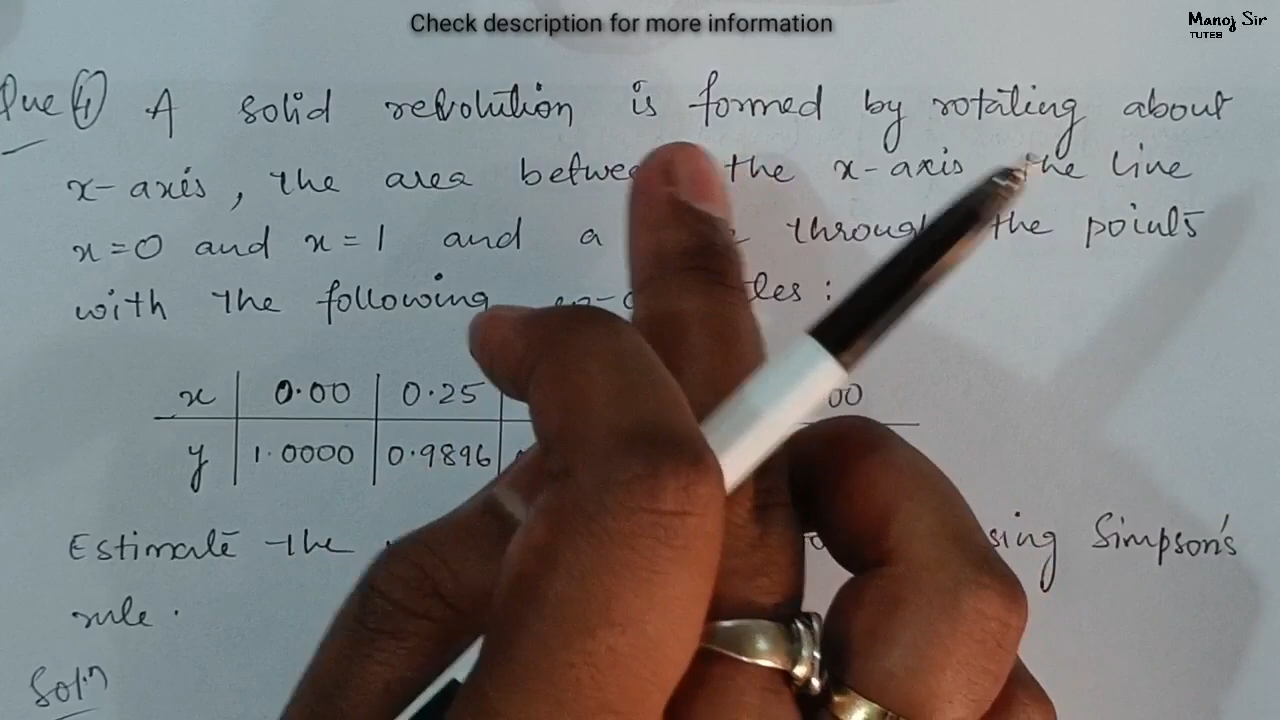 Check description for more information
Manoj Sir
TUTES
Que 4 A solid revolution is formed by rotating about
x-axis, the area between the x-axis the line
x=0 and x=1 and a through the points
with the following
x 0.00 0.25 00
y 1.0000 0.9896
Estimate the Simpson's
rule.
Sol.n